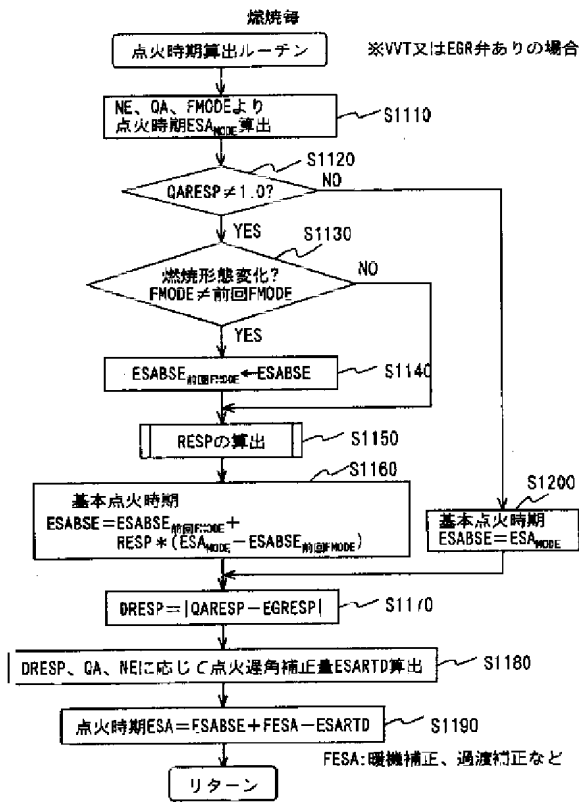 燃焼毎
点火時期算出ルーチン
※VVT又はEGR弁ありの場合
NE、QA、FMODEより
点火時期ESAMODE算出
S1110
S1120
QARESP≠1.0?
NO
YES
S1130
燃焼形態変化?
FMODE≠前回FMODE
NO
YES
ESABSE前回FMODE←ESABSE
S1140
RESPの算出
S1150
S1160
基本点火時期
ESABSE=ESABSE前回FMODE+
RESP*(ESAMODE-ESABSE前回FMODE)
S1200
基本点火時期
ESABSE=ESAMODE
DRESP=|QARESP-EGRESP|
S1170
DRESP、QA、NEに応じて点火遅角補正量ESARTD算出
S1180
点火時期ESA=ESABSE+FESA-ESARTD
S1190
FESA:暖機補正、過渡補正など
リターン